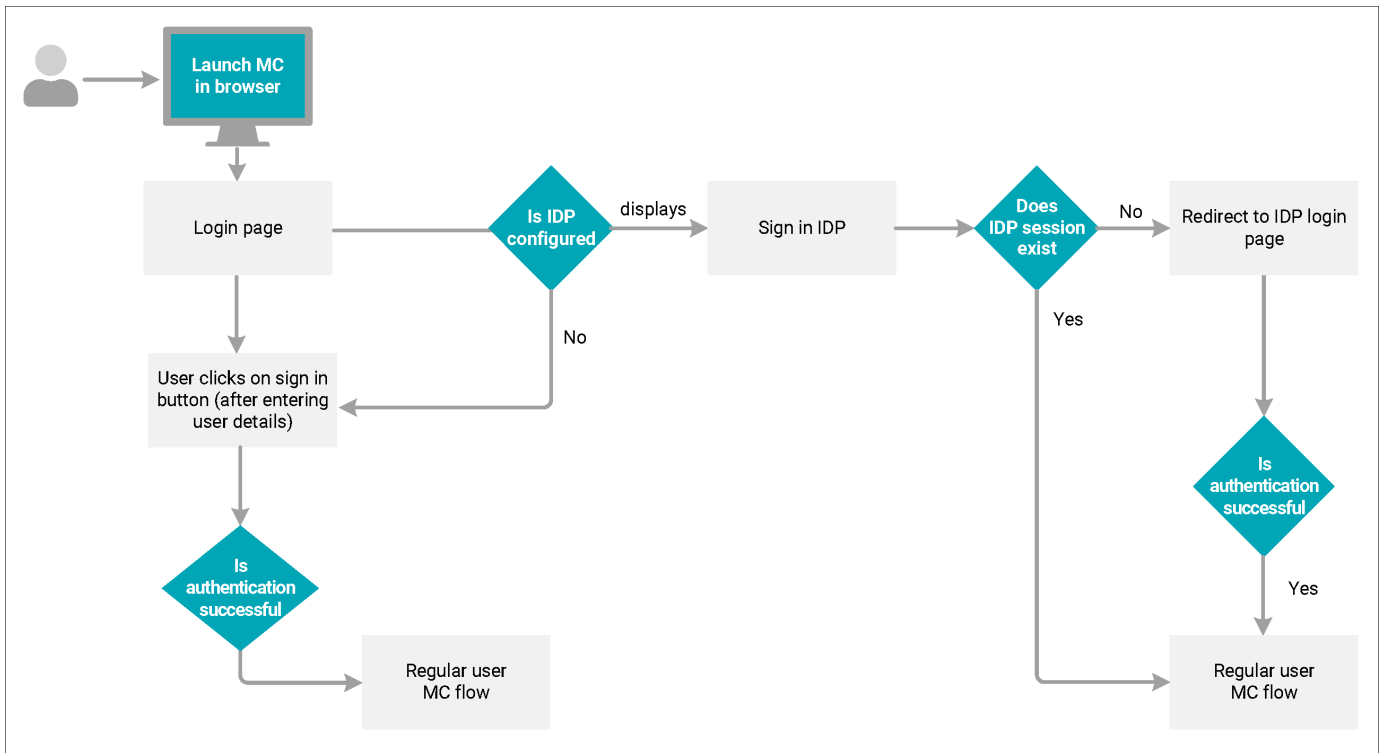 Launch MC
in browser
Login page
Is IDP
configured
displays
Sign in IDP
Does
IDP session
exist
No
Redirect to IDP login
page
No
Yes
User clicks on sign in
button (after entering
user details)
Is
authentication
successful
Is
authentication
successful
Yes
Regular user
MC flow
Regular user
MC flow